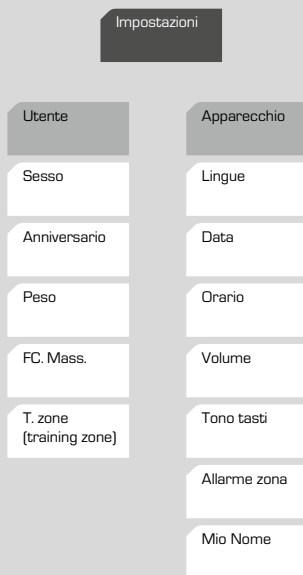 Impostazioni
Utente
Sesso
Anniversario
Peso
FC. Mass.
T. zone
(training zone)
Apparecchio
Lingue
Data
Orario
Volume
Tono tasti
Allarme zona
Mio Nome